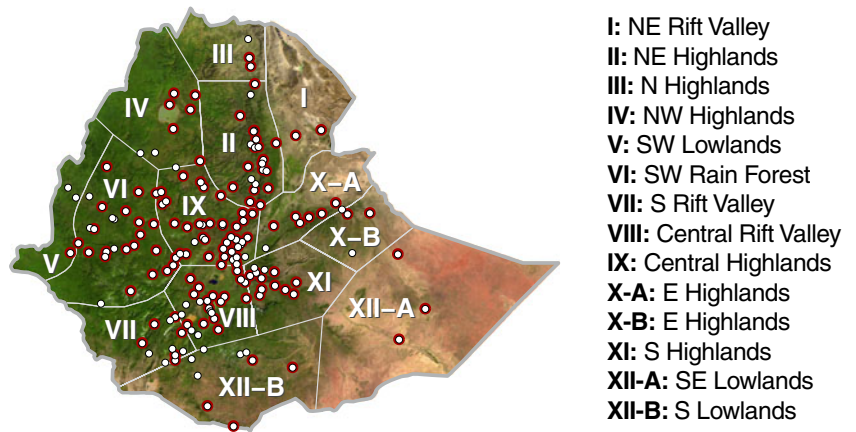 III
I
IV
II
VI
X–A
IX
X–B
V
XI
XII–A
VIII
VII
XII–B
I: NE Rift Valley
II: NE Highlands
III: N Highlands
IV: NW Highlands
V: SW Lowlands
VI: SW Rain Forest
VII: S Rift Valley
VIII: Central Rift Valley
IX: Central Highlands
X-A: E Highlands
X-B: E Highlands
XI: S Highlands
XII-A: SE Lowlands
XII-B: S Lowlands